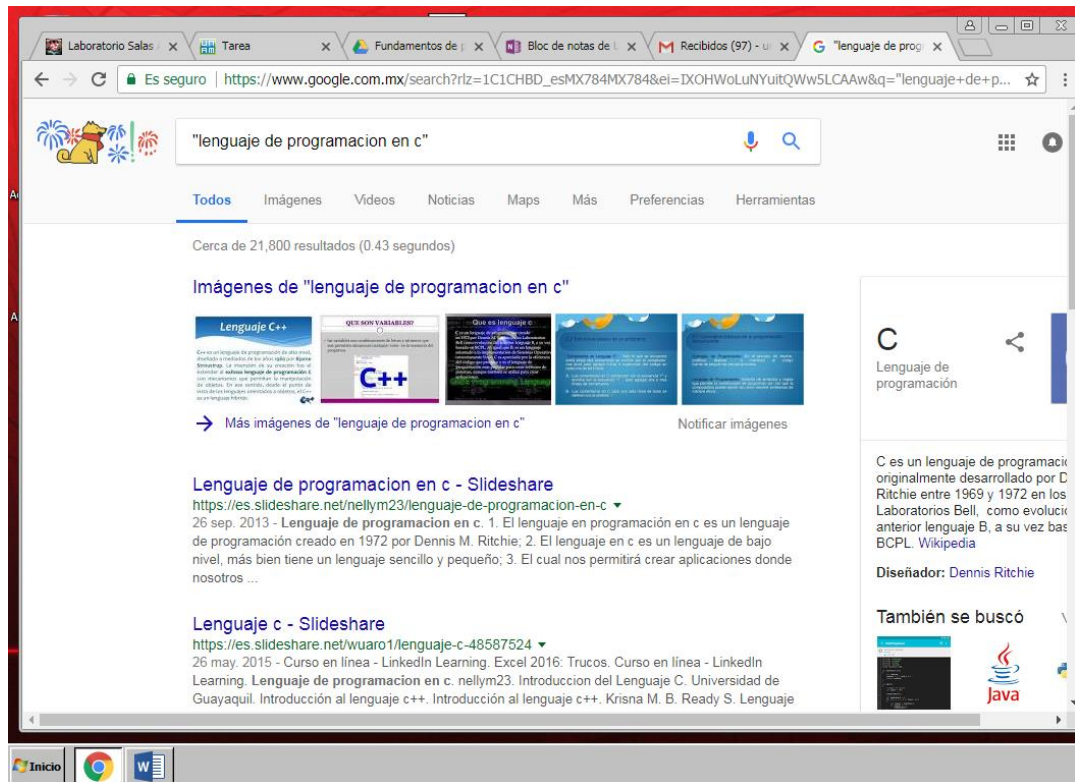 Laboratorio Salas
Tarea
Fundamentos de p
Bloc de notas de
Recibidos (97) - u
"lenguaje de prog
Es seguro | https://www.google.com.mx/search?rlz=1C1CHBD_esMX784MX784&ei=IXOHWoLuNYuitQWw5LCAAw&q="lenguaje+de+p...
"lenguaje de programacion en c"
Todos Imágenes Videos Noticias Maps Más Preferencias Herramientas
Cerca de 21,800 resultados (0.43 segundos)
Imágenes de "lenguaje de programacion en c"
Lenguaje C++
QUE SON VARIABLES?
C++
Que es lenguaje c
Más imágenes de "lenguaje de programacion en c"
Notificar imágenes
Lenguaje de programacion en c - Slideshare
https://es.slideshare.net/nellym23/lenguaje-de-programacion-en-c
26 sep. 2013 - Lenguaje de programacion en c. 1. El lenguaje en programación en c es un lenguaje
de programación creado en 1972 por Dennis M. Ritchie; 2. El lenguaje en c es un lenguaje de bajo
nivel, más bien tiene un lenguaje sencillo y pequeño; 3. El cual nos permitirá crear aplicaciones donde
nosotros ...
Lenguaje c - Slideshare
https://es.slideshare.net/wuaro1/lenguaje-c-48587524
26 may. 2015 - Curso en línea - LinkedIn Learning. Excel 2016: Trucos. Curso en línea - LinkedIn
Learning. Lenguaje de programacion en c. nellym23. Introduccion del Lenguaje C. Universidad de
Guayaquil. Introducción al lenguaje c++. Introducción al lenguaje c++. Krista M. B. Ready S. Lenguaje
C
Lenguaje de
programación
C es un lenguaje de programació
originalmente desarrollado por D
Ritchie entre 1969 y 1972 en los
Laboratorios Bell, como evolució
anterior lenguaje B, a su vez bas
BCPL. Wikipedia
Diseñador: Dennis Ritchie
También se buscó
Java
Inicio